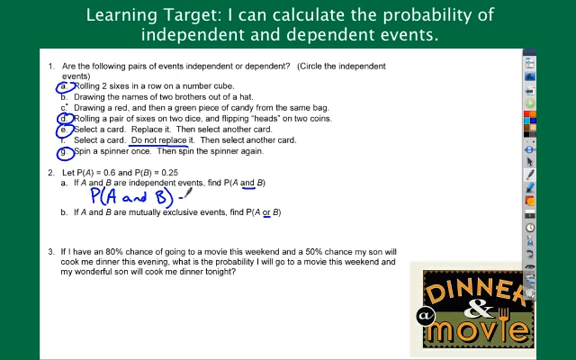 Learning Target: I can calculate the probability of
independent and dependent events.
1. Are the following pairs of events independent or dependent? (Circle the independent
events)
a. Rolling 2 sixes in a row on a number cube.
b. Drawing the names of two brothers out of a hat.
c. Drawing a red, and then a green piece of candy from the same bag.
d. Rolling a pair of sixes on two dice, and flipping "heads" on two coins.
e. Select a card. Replace it. Then select another card.
f. Select a card. Do not replace it. Then select another card.
g. Spin a spinner once. Then spin the spinner again.
2. Let P(A) = 0.6 and P(B) = 0.25
a. If A and B are independent events, find P(A and B)
P(A and B) -
b. If A and B are mutually exclusive events, find P(A or B)
3. If I have an 80% chance of going to a movie this weekend and a 50% chance my son will
cook me dinner this evening, what is the probability I will go to a movie this weekend and
my wonderful son will cook me dinner tonight?
DINNER
&
a movie